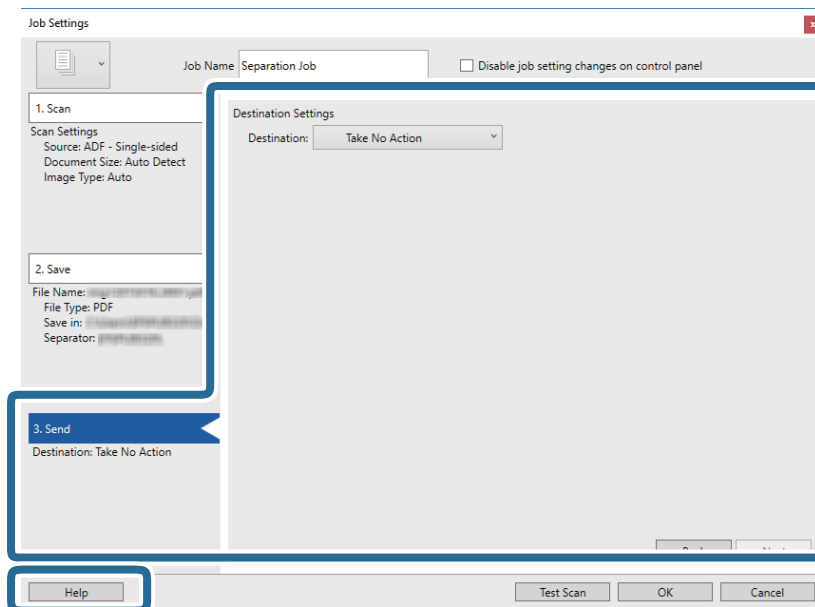 Job Settings
Job Name Separation Job Disable job setting changes on control panel
1. Scan
Scan Settings
Source: ADF - Single-sided
Document Size: Auto Detect
Image Type: Auto
Destination Settings
Destination: Take No Action
2. Save
File Name:
File Type: PDF
Save in:
Separator:
3. Send
Destination: Take No Action
Help Test Scan OK Cancel